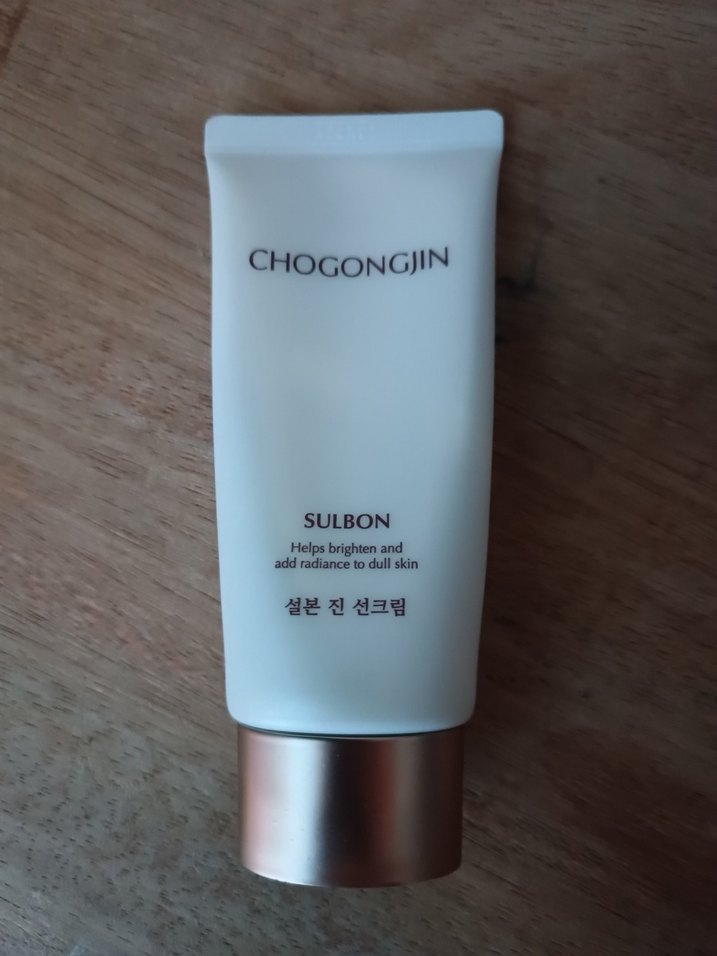 CHOGONGJIN
SULBON
Helps brighten and
add radiance to dull skin
설본 진 선크림